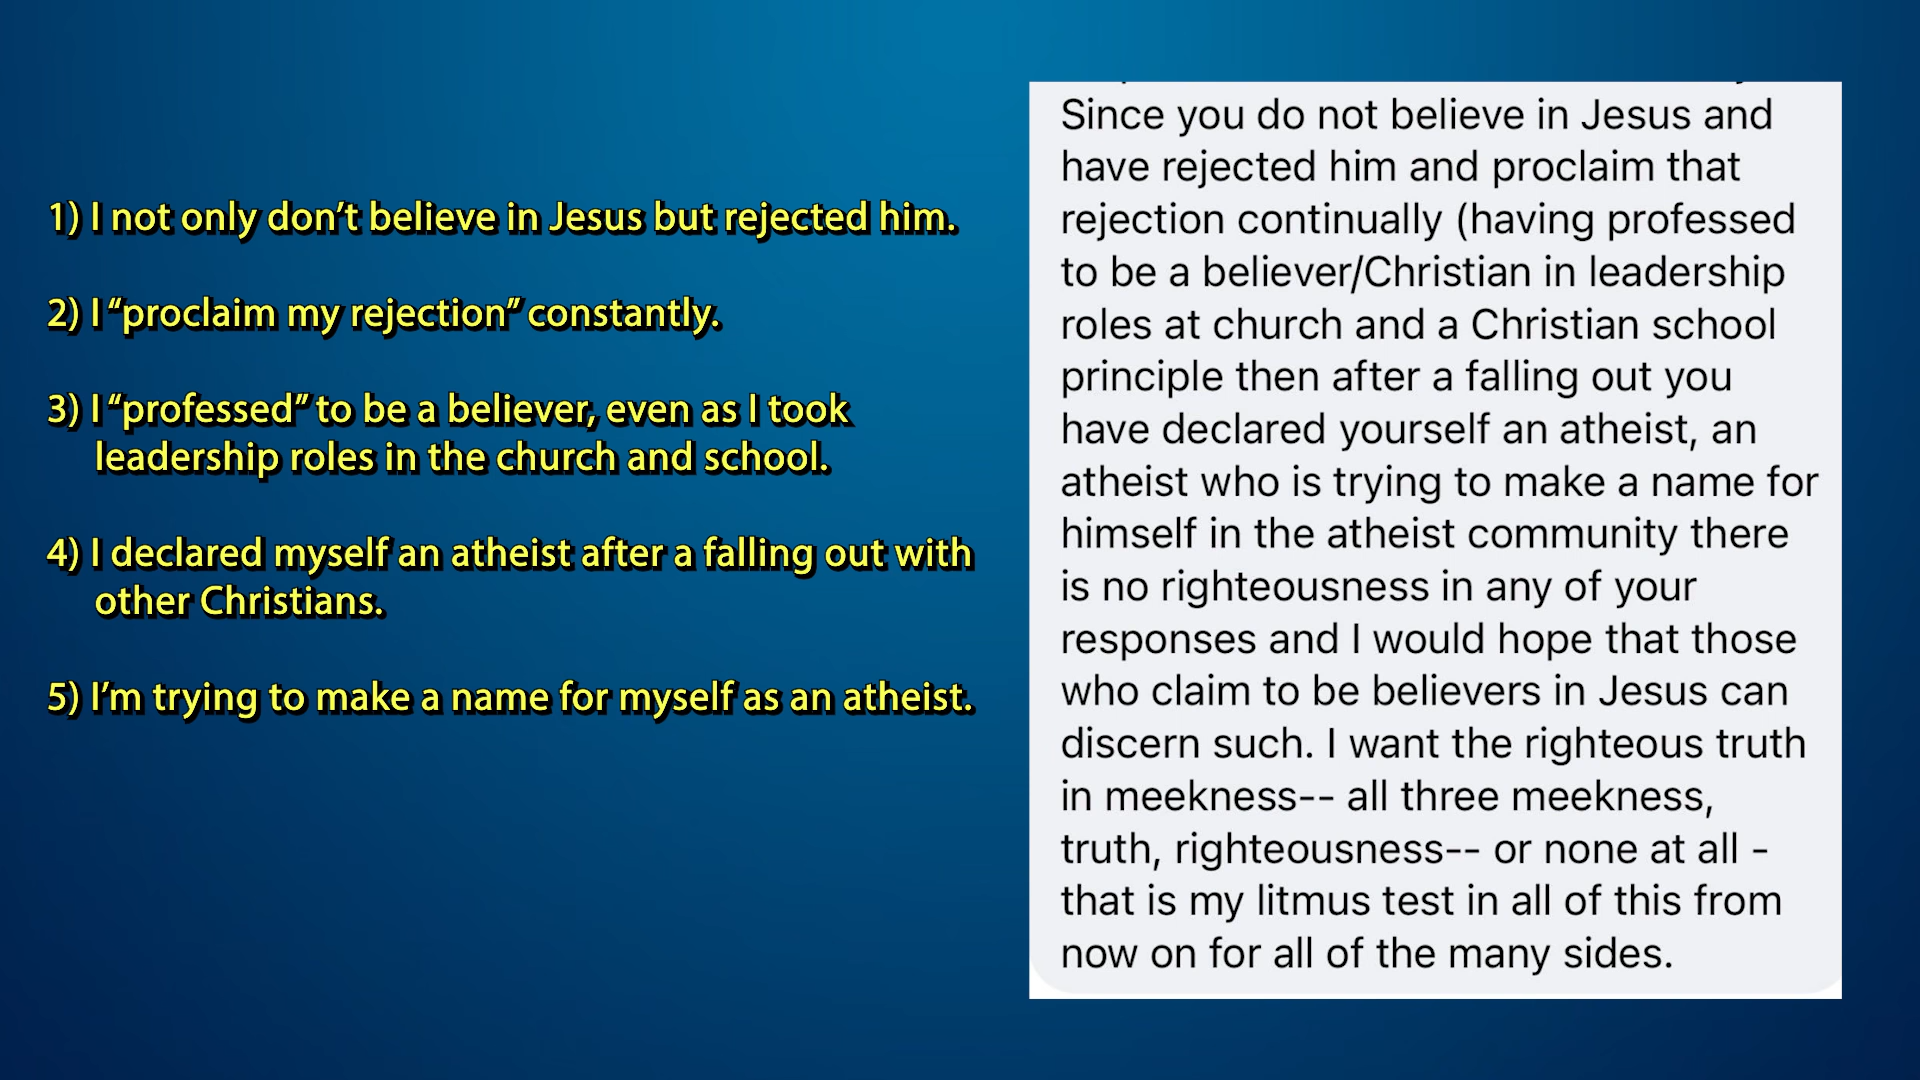 1) I not only don’t believe in Jesus but rejected him.
2) I “proclaim my rejection” constantly.
3) I “professed” to be a believer, even as I took
leadership roles in the church and school.
4) I declared myself an atheist after a falling out with
other Christians.
5) I’m trying to make a name for myself as an atheist.
Since you do not believe in Jesus and
have rejected him and proclaim that
rejection continually (having professed
to be a believer/Christian in leadership
roles at church and a Christian school
principle then after a falling out you
have declared yourself an atheist, an
atheist who is trying to make a name for
himself in the atheist community there
is no righteousness in any of your
responses and I would hope that those
who claim to be believers in Jesus can
discern such. I want the righteous truth
in meekness-- all three meekness,
truth, righteousness-- or none at all -
that is my litmus test in all of this from
now on for all of the many sides.